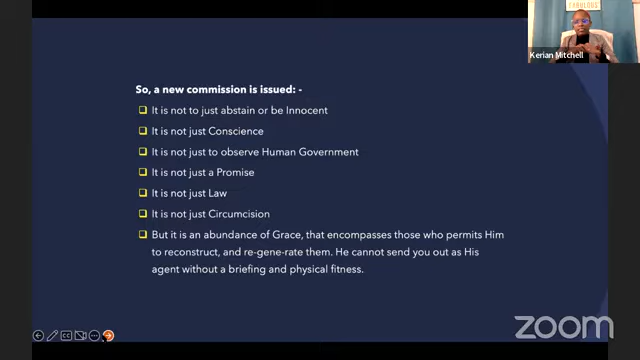 FABULOUS
Kerian Mitchell
So, a new commission is issued: -
It is not to just abstain or be Innocent
It is not just Conscience
It is not just to observe Human Government
It is not just a Promise
It is not just Law
It is not just Circumcision
But it is an abundance of Grace, that encompasses those who permits Him
to reconstruct, and re-gene-rate them. He cannot send you out as His
agent without a briefing and physical fitness.
CC
zoom